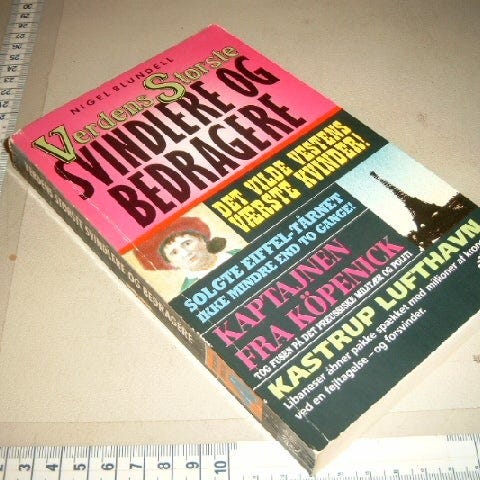 NIGEL BLUNDELL
Verdens Største
SVINDLERE OG
BEDRAGERE
DET VILDE VESTENS
VÆRSTE KVINDER!
SOLGTE EIFFEL-TÅRNET
IKKE MINDRE END TO GANGE!
KAPTAJNEN
FRA KÖPENICK
TOG FUSEN PÅ DET PREUSSISKE MILITÆR OG POLITI
KASTRUP LUFTHAVN
Libaneser åbner pakke spækket med millioner af kroner
ved en fejltagelse – og forsvinder.
VERDENS STØRSTE SVINDLERE OG BEDRAGERE